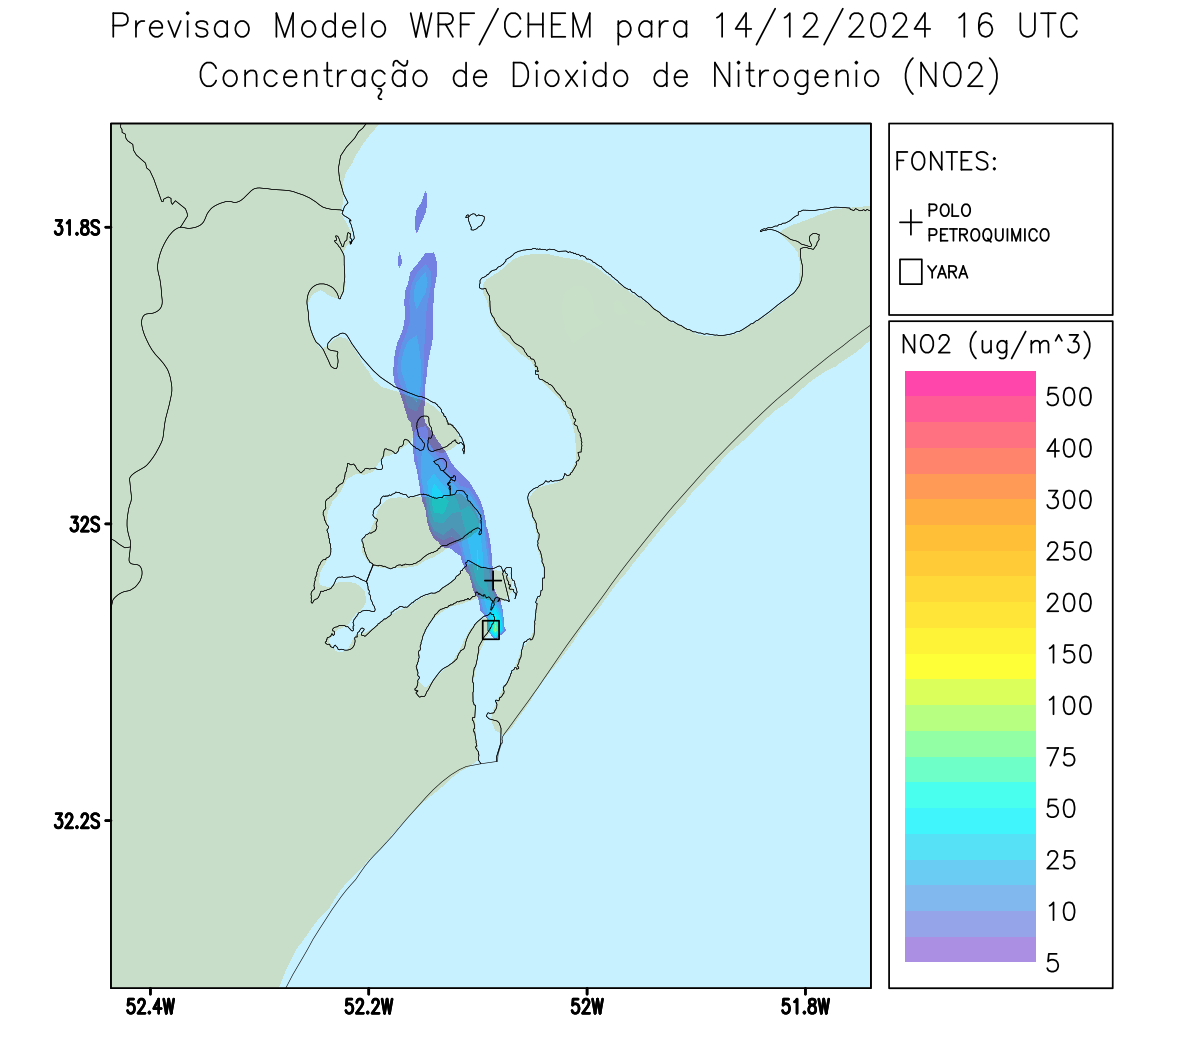 Previsao Modelo WRF/CHEM para 14/12/2024 16 UTC
Concentração de Dioxido de Nitrogenio (NO2)
FONTES:
POLO
PETROQUIMICO
YARA
NO2 (ug/m^3)
500
400
300
250
200
150
100
75
50
25
10
5
31.8S
32S
32.2S
52.4W
52.2W
52W
51.8W